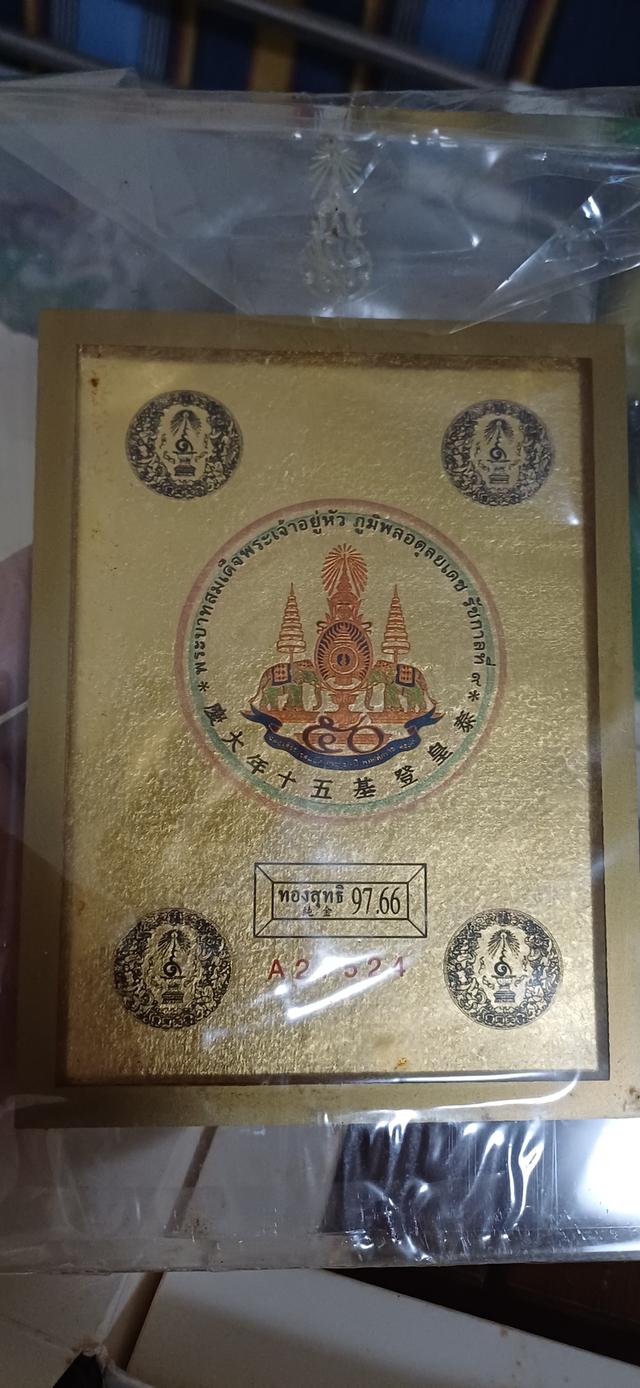 พระบาทสมเด็จพระเจ้าอยู่หัว ภูมิพลอดุลยเดช รัชกาลที่ ๙
慶大年十五基登皇泰
๕๐
ทองสุทธิ 97.66
純金